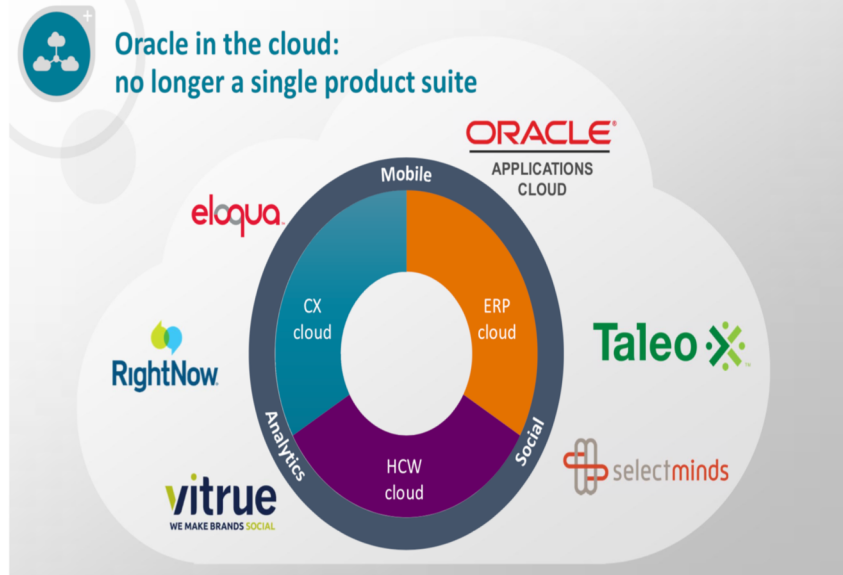 Oracle in the cloud:
no longer a single product suite
ORACLE®
APPLICATIONS
CLOUD
Mobile
eloqua
CX
cloud
ERP
cloud
RightNow
Taleo
Analytics
Social
HCW
cloud
selectminds
vitrue
WE MAKE BRANDS SOCIAL